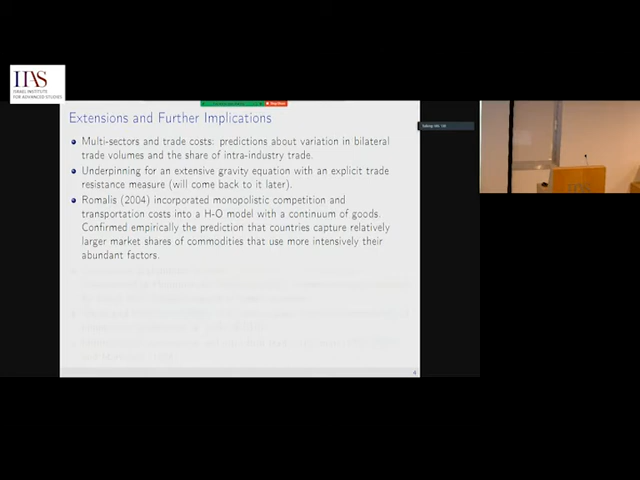 IIAS
ISRAEL INSTITUTE
FOR ADVANCED STUDIES
Extensions and Further Implications
Multi-sectors and trade costs: predictions about variation in bilateral
trade volumes and the share of intra-industry trade.
Underpinning for an extensive gravity equation with an explicit trade
resistance measure (will come back to it later).
Romalis (2004) incorporated monopolistic competition and
transportation costs into a H-O model with a continuum of goods.
Confirmed empirically the prediction that countries capture relatively
larger market shares of commodities that use more intensively their
abundant factors.
4